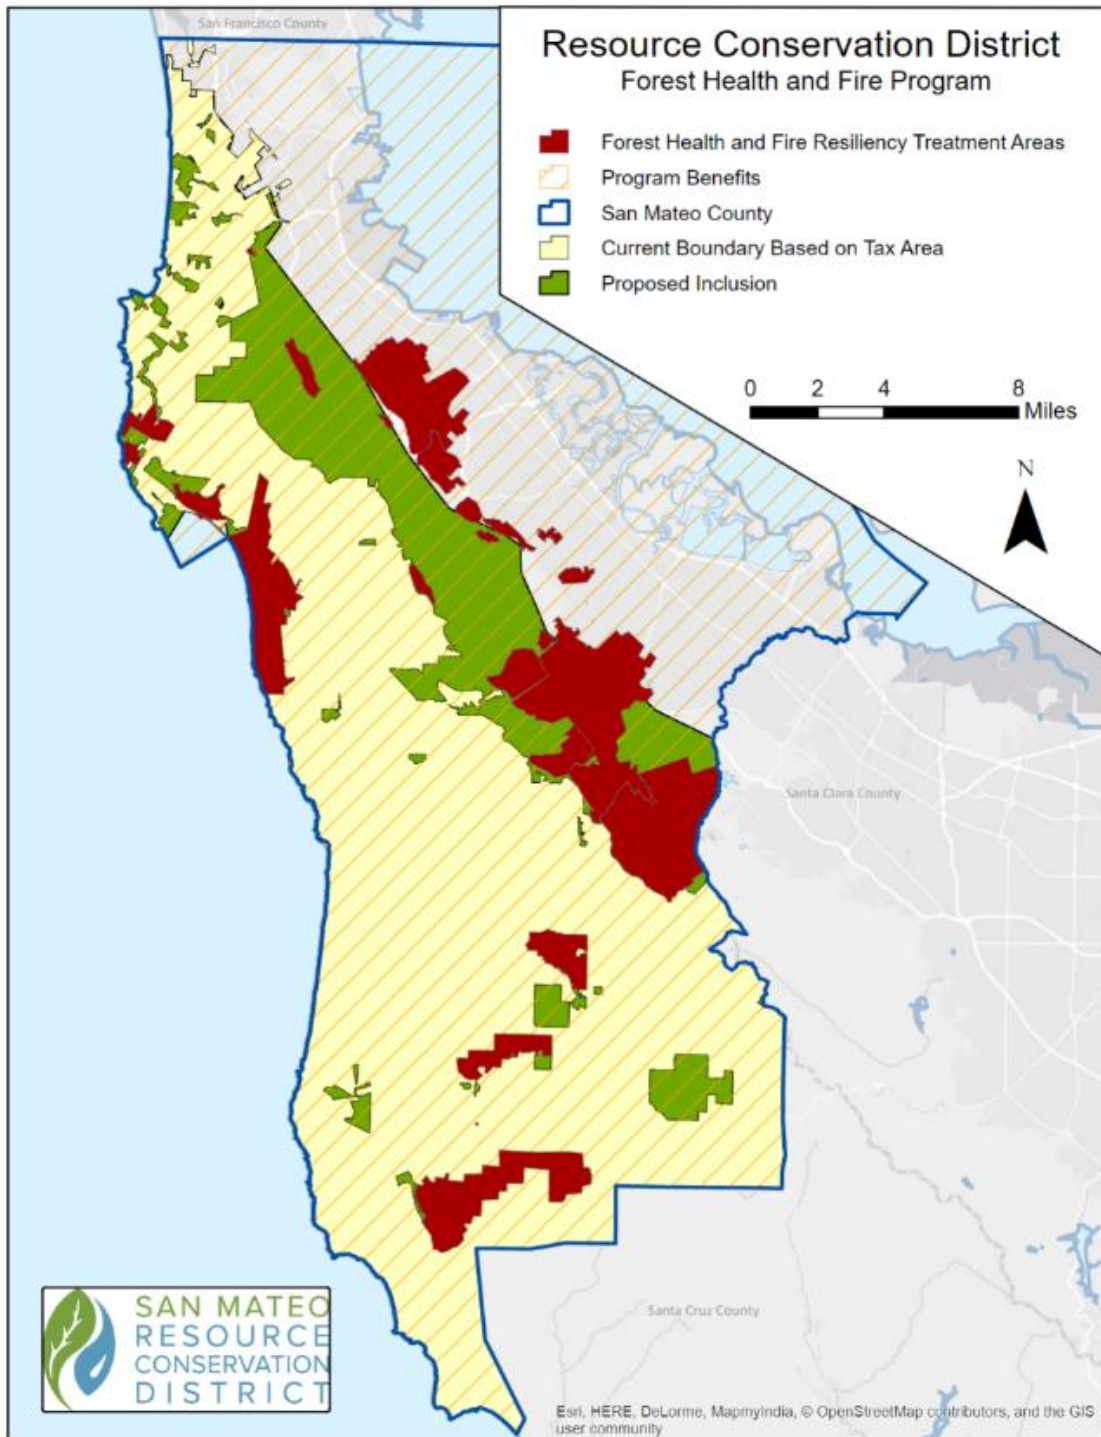 San Francisco County
Resource Conservation District
Forest Health and Fire Program
Forest Health and Fire Resiliency Treatment Areas
Program Benefits
San Mateo County
Current Boundary Based on Tax Area
Proposed Inclusion
0 2 4 8
Miles
N
Santa Clara County
Santa Cruz County
SAN MATEO
RESOURCE
CONSERVATION
DISTRICT
Esri, HERE, DeLorme, MapmyIndia, © OpenStreetMap contributors, and the GIS
user community